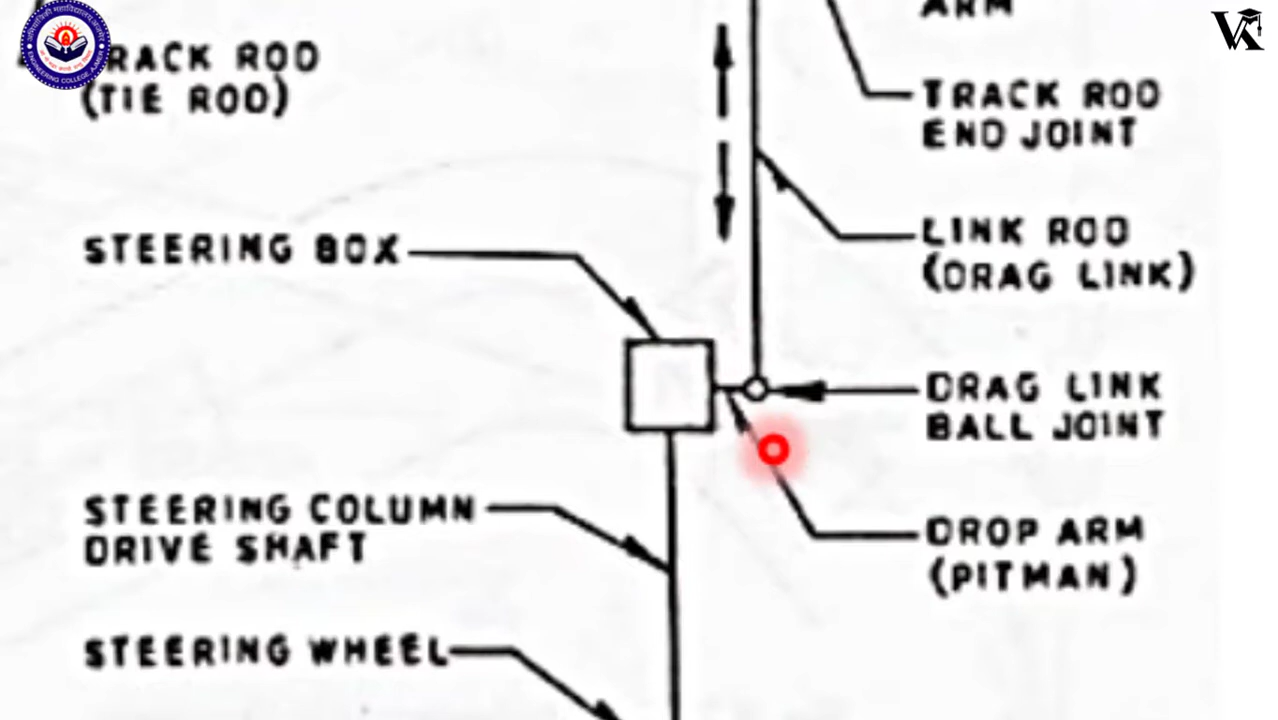 ARM
RACK ROD
(TIE ROD)
TRACK ROD
END JOINT
LINK ROD
(DRAG LINK)
STEERING BOX
DRAG LINK
BALL JOINT
STEERING COLUMN
DRIVE SHAFT
DROP ARM
(PITMAN)
STEERING WHEEL
VK